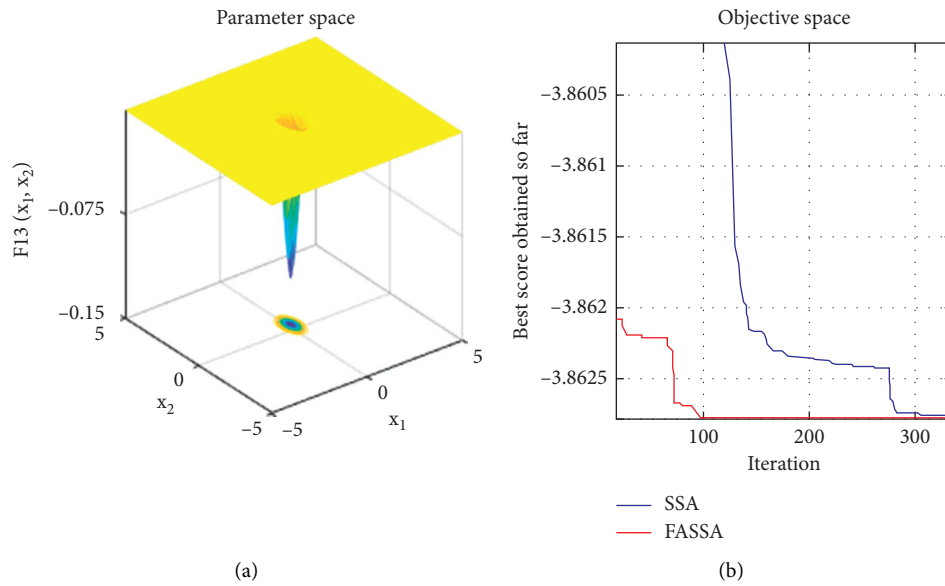 Parameter space
F13 (x1, x2)
−0.075
−0.15
5
0
−5
x2
−5
0
5
x1
(a)
Objective space
Best score obtained so far
−3.8605
−3.861
−3.8615
−3.862
−3.8625
100
200
300
Iteration
SSA
FASSA
(b)